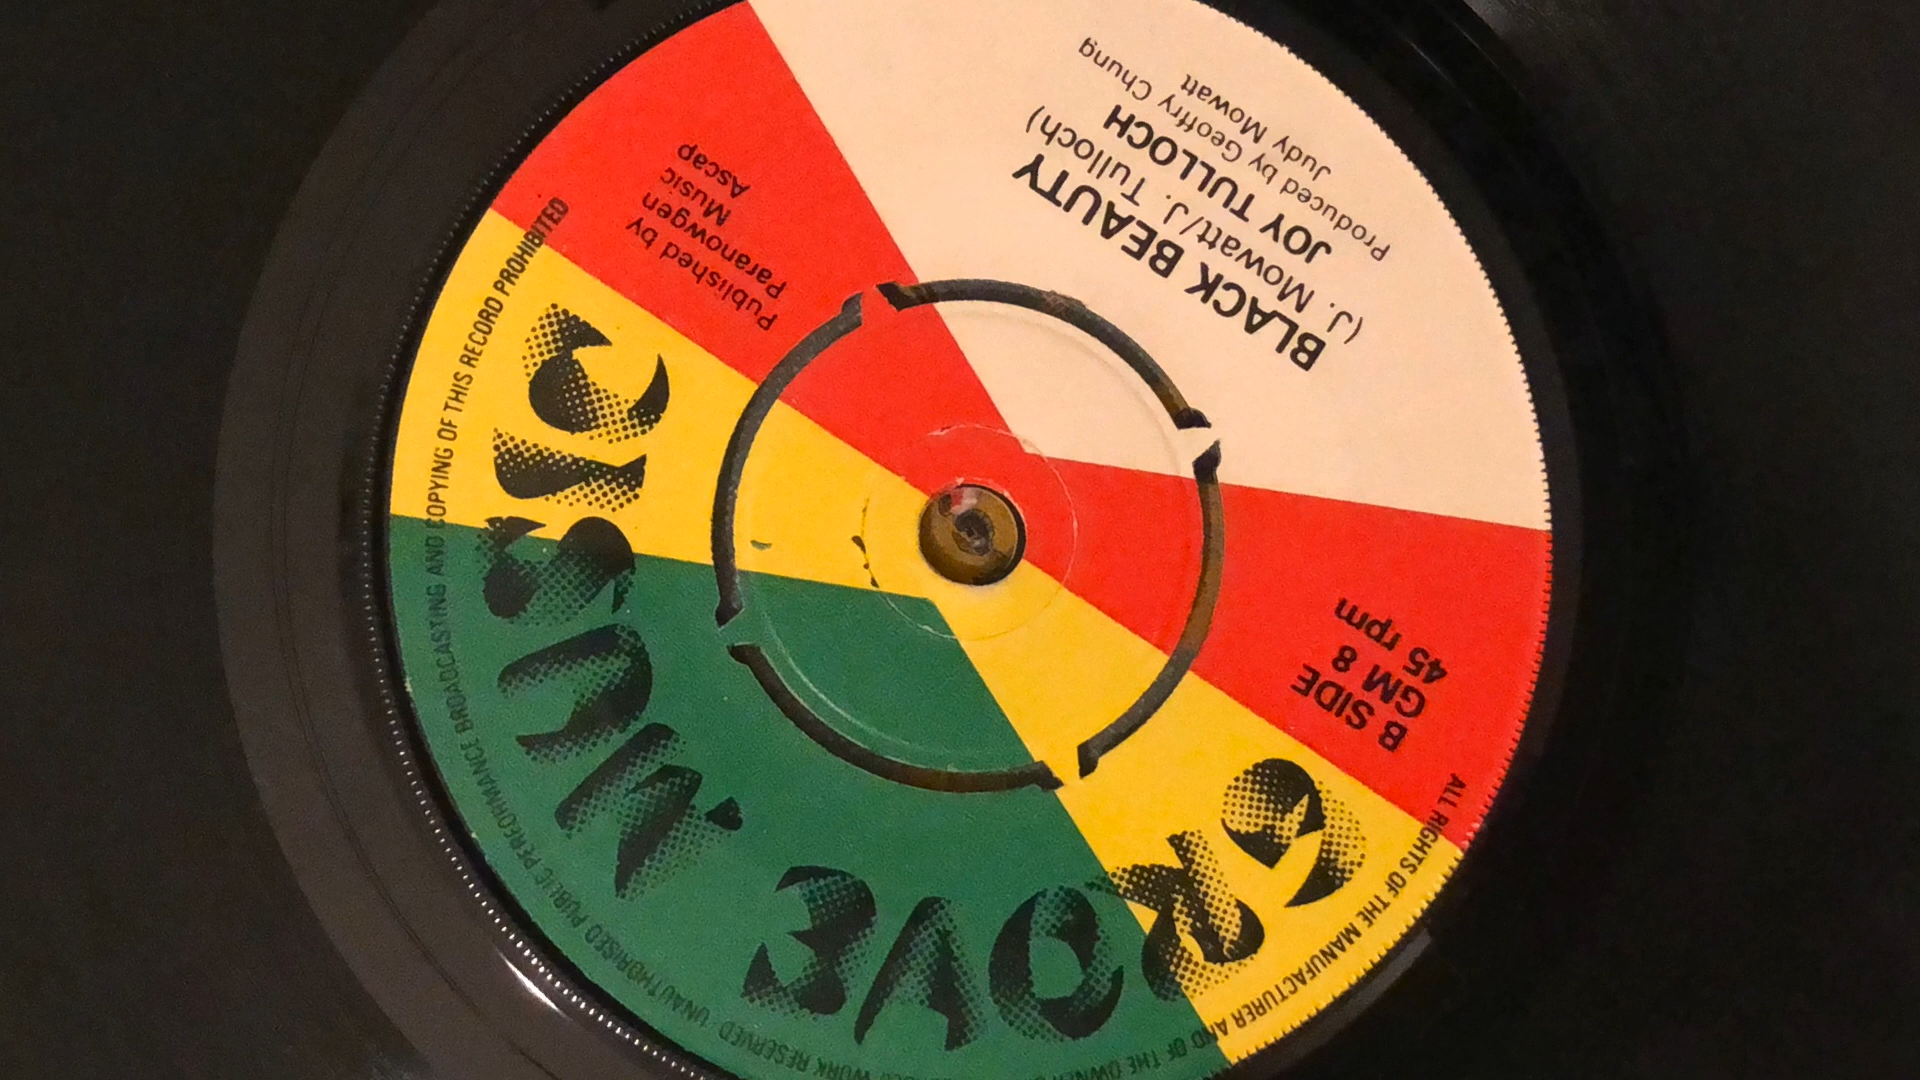 GROVE MUSIC
Published by
Paranowgen
Music
Ascap
B SIDE
GM 8
45 rpm
BLACK BEAUTY
(J. Mowatt/J. Tulloch)
JOY TULLOCH
Produced by Geoffry Chung
Judy Mowatt
ALL RIGHTS OF THE MANUFACTURER AND OF THE OWNER WORK RESERVED UNAUTHORISED PUBLIC PERFORMANCE BROADCASTING AND COPYING OF THIS RECORD PROHIBITED